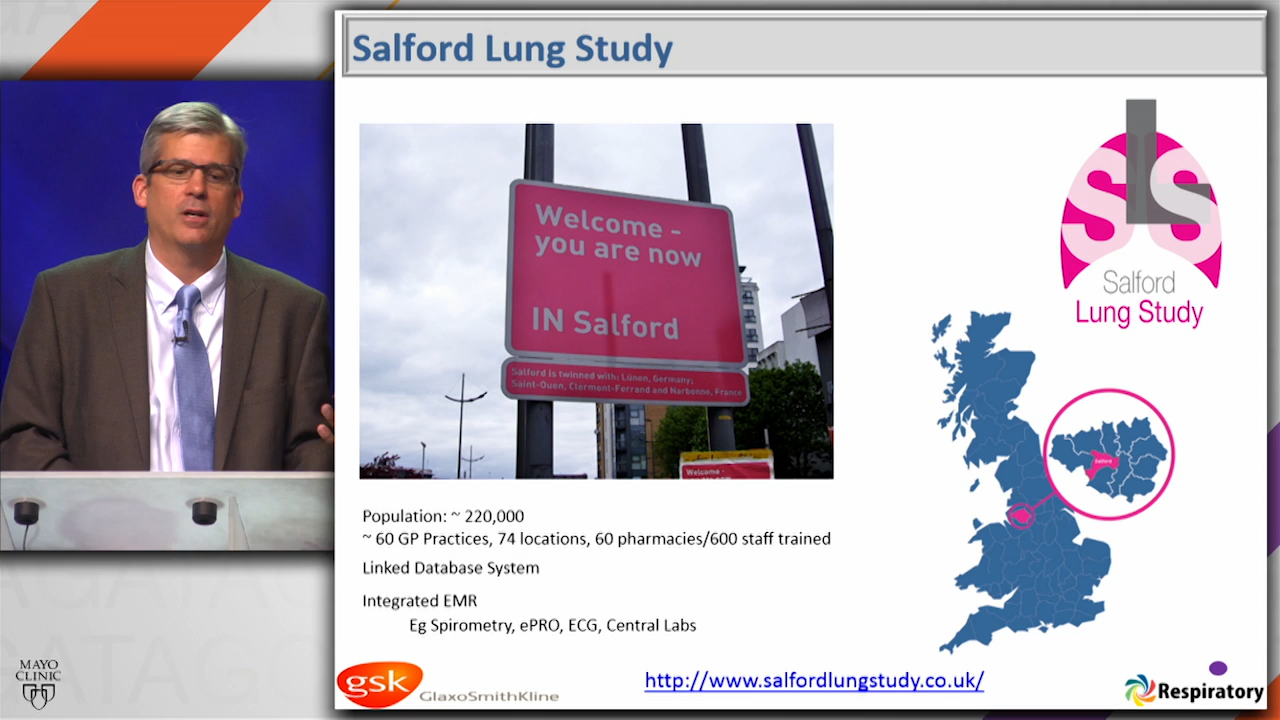 Salford Lung Study
Welcome -
you are now
IN Salford
Salford is twinned with: Lünen, Germany;
Saint-Ouen, Clermont-Ferrand and Narbonne, France
Welcome -
SLS
Salford
Lung Study
Salford
Population: ~ 220,000
~ 60 GP Practices, 74 locations, 60 pharmacies/600 staff trained
Linked Database System
Integrated EMR
Eg Spirometry, ePRO, ECG, Central Labs
MAYO
CLINIC
gsk GlaxoSmithKline
http://www.salfordlungstudy.co.uk/
Respiratory